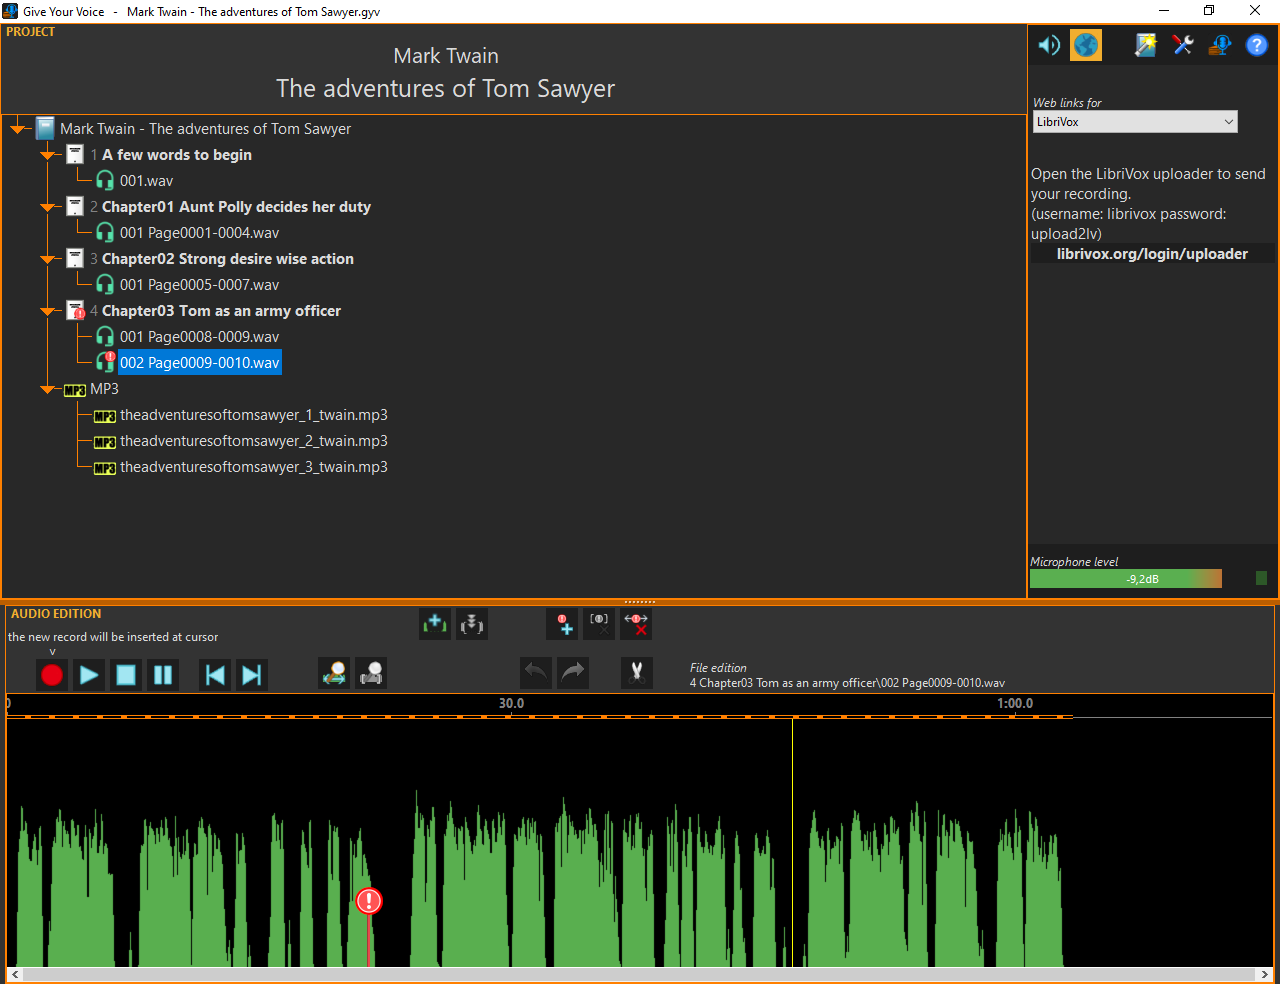 Give Your Voice - Mark Twain - The adventures of Tom Sawyer.gyv
PROJECT
Mark Twain
The adventures of Tom Sawyer
Mark Twain - The adventures of Tom Sawyer
1 A few words to begin
001.wav
2 Chapter01 Aunt Polly decides her duty
001 Page0001-0004.wav
3 Chapter02 Strong desire wise action
001 Page0005-0007.wav
4 Chapter03 Tom as an army officer
001 Page0008-0009.wav
002 Page0009-0010.wav
MP3 MP3
MP3 theadventuresoftomsawyer_1_twain.mp3
MP3 theadventuresoftomsawyer_2_twain.mp3
MP3 theadventuresoftomsawyer_3_twain.mp3
Web links for
LibriVox
Open the LibriVox uploader to send
your recording.
(username: librivox password:
upload2lv)
librivox.org/login/uploader
Microphone level
-9,2dB
AUDIO EDITION
the new record will be inserted at cursor
v
File edition
4 Chapter03 Tom as an army officer\002 Page0009-0010.wav
0 30.0 1:00.0